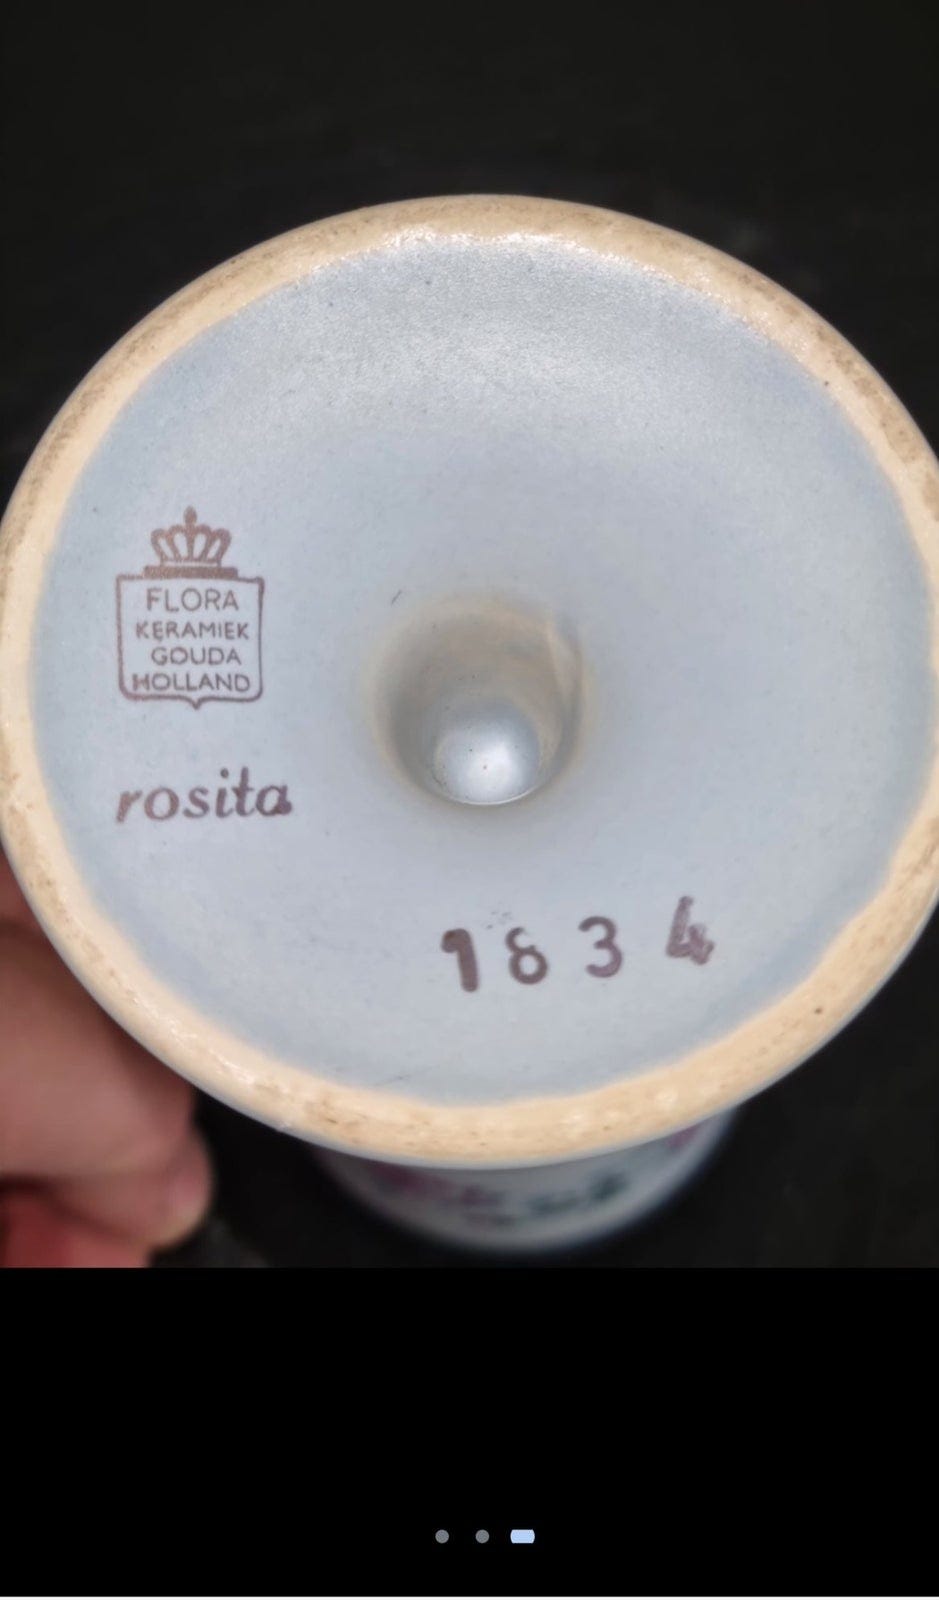 FLORA
KERAMIEK
GOUDA
HOLLAND
rosita
1834